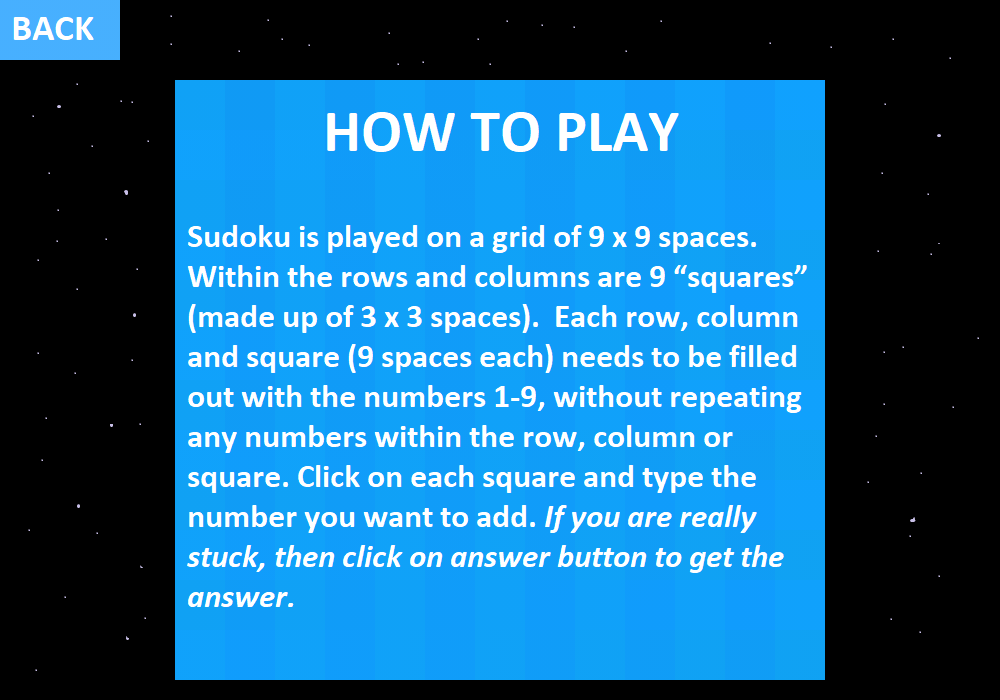 BACK
HOW TO PLAY
Sudoku is played on a grid of 9 x 9 spaces.
Within the rows and columns are 9 “squares”
(made up of 3 x 3 spaces).  Each row, column
and square (9 spaces each) needs to be filled
out with the numbers 1-9, without repeating
any numbers within the row, column or
square. Click on each square and type the
number you want to add. If you are really
stuck, then click on answer button to get the
answer.